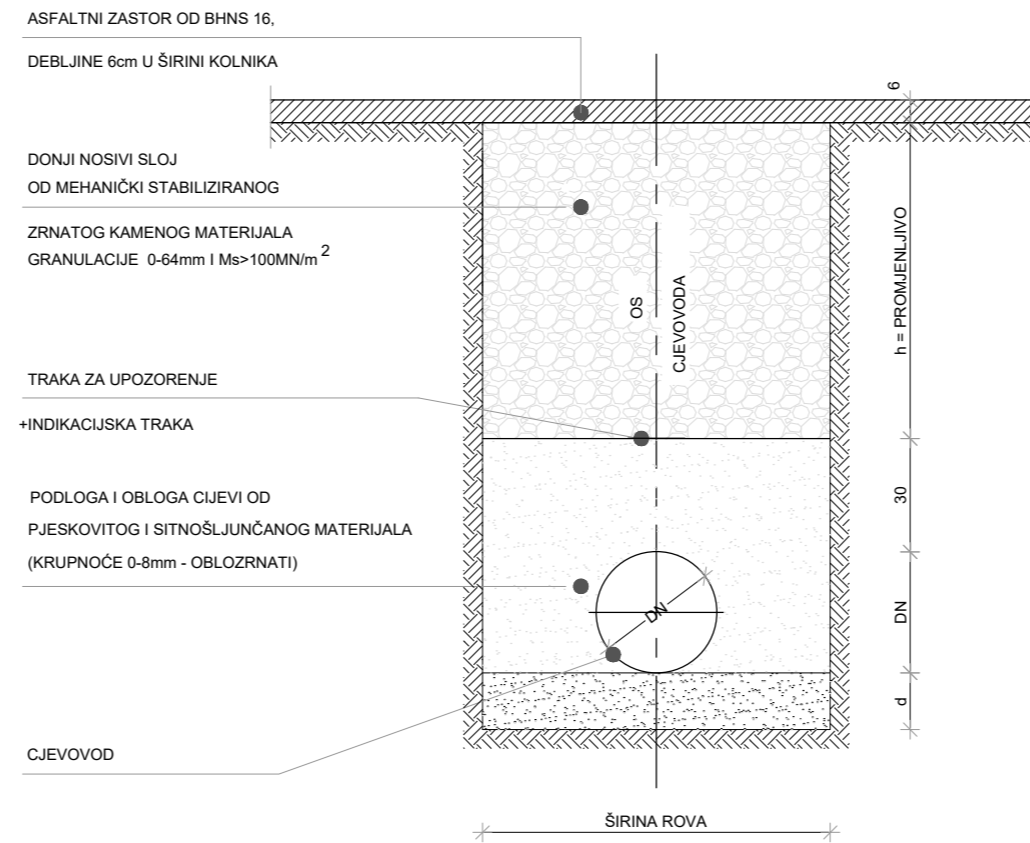 ASFALTNI ZASTOR OD BHNS 16,
DEBLJINE 6cm U ŠIRINI KOLNIKA
DONJI NOSIVI SLOJ
OD MEHANIČKI STABILIZIRANOG
ZRNATOG KAMENOG MATERIJALA
GRANULACIJE 0-64mm I Ms>100MN/m²
TRAKA ZA UPOZORENJE
+INDIKACIJSKA TRAKA
PODLOGA I OBLOGA CIJEVI OD
PJESKOVITOG I SITNOŠLJUNČANOG MATERIJALA
(KRUPNOĆE 0-8mm - OBLOZRNATI)
CJEVOVOD
OS
CJEVOVODA
DN
6
h = PROMJENLJIVO
30
DN
d
ŠIRINA ROVA